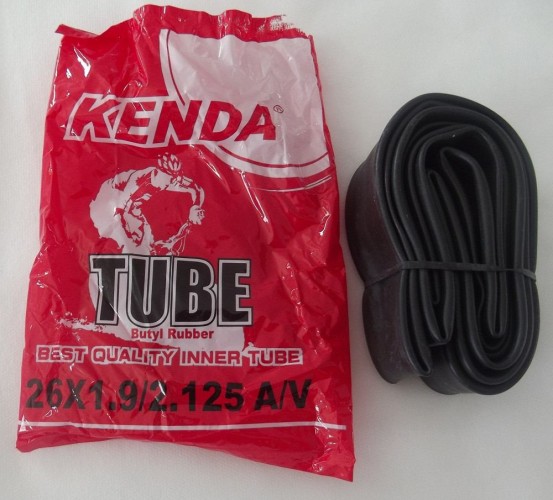 KENDA®
TUBE
Butyl Rubber
BEST QUALITY INNER TUBE
26X1.9/2.125 A/V